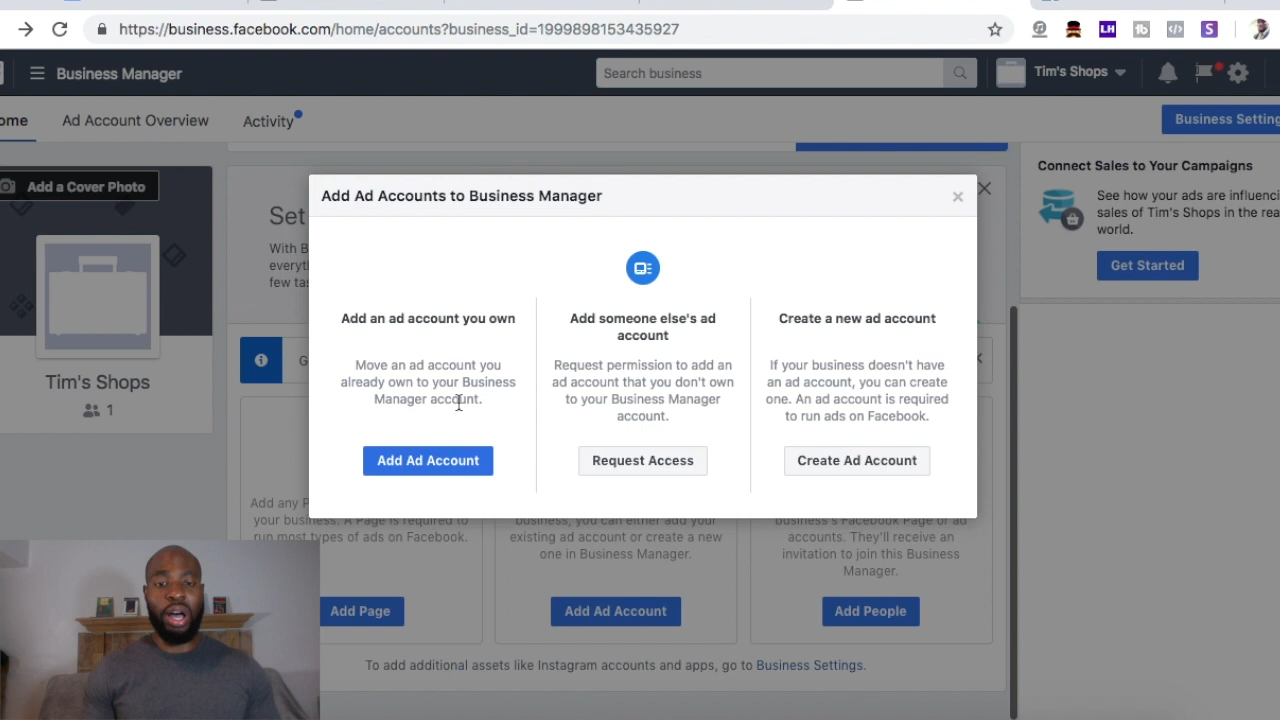 https://business.facebook.com/home/accounts?business_id=1999898153435927
LH
fb
</>
S
Business Manager
Search business
Tim's Shops
ome
Ad Account Overview
Activity
Business Setting
Add a Cover Photo
Tim's Shops
1
Set
With B
everyt
few ta
G
Add Ad Accounts to Business Manager
×
Add an ad account you own
Move an ad account you
already own to your Business
Manager account.
Add Ad Account
Add someone else's ad
account
Request permission to add an
ad account that you don't own
to your Business Manager
account.
Request Access
Create a new ad account
If your business doesn't have
an ad account, you can create
one. An ad account is required
to run ads on Facebook.
Create Ad Account
Connect Sales to Your Campaigns
See how your ads are influenci
sales of Tim's Shops in the rea
world.
Get Started
Add any P
your business. A Page is required to
run most types of ads on Facebook.
Add Page
business, you can either add your
existing ad account or create a new
one in Business Manager.
Add Ad Account
business's Facebook Page or ad
accounts. They'll receive an
invitation to join this Business
Manager.
Add People
To add additional assets like Instagram accounts and apps, go to Business Settings.